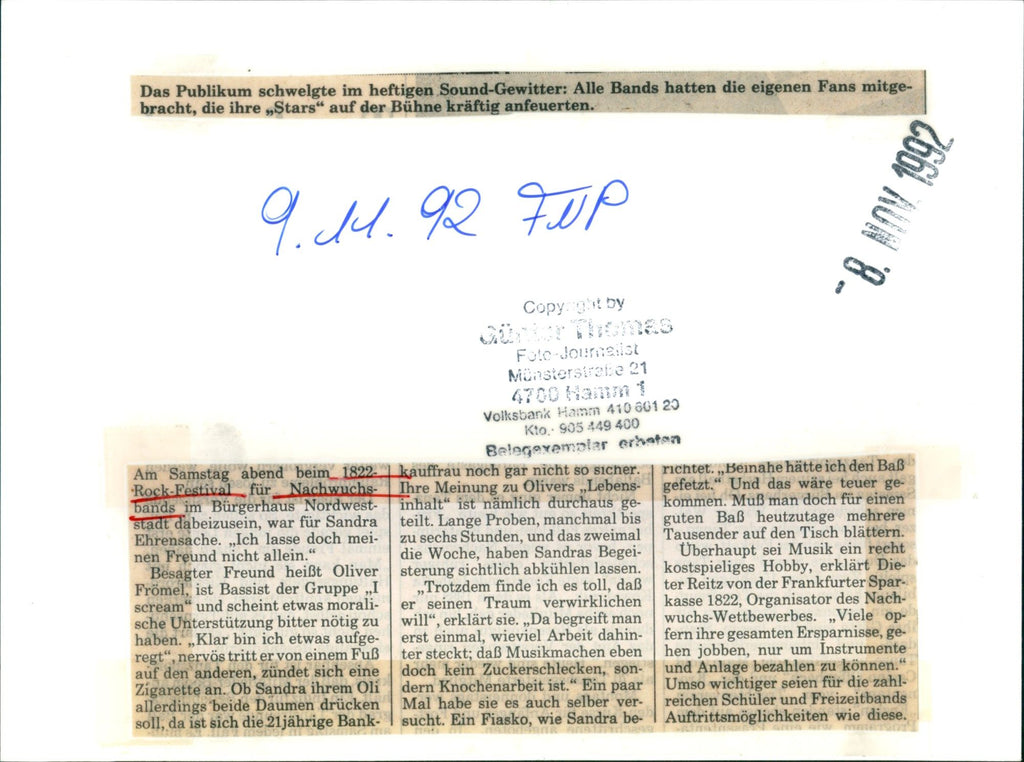 Das Publikum schwelgte im heftigen Sound-Gewitter: Alle Bands hatten die eigenen Fans mitge-
bracht, die ihre „Stars“ auf der Bühne kräftig anfeuerten.
9.11.92 FNP
- 8. NOV. 1992
Copyright by
Günter Thomas
Foto-Journalist
Münsterstraße 21
4700 Hamm 1
Volksbank Hamm 410 601 20
Kto.- 905 449 400
Belegexemplar erbeten
Am Samstag abend beim 1822-
Rock-Festival für Nachwuchs-
bands im Bürgerhaus Nordwest-
stadt dabeizusein, war für Sandra
Ehrensache. „Ich lasse doch mei-
nen Freund nicht allein.“
Besagter Freund heißt Oliver
Frömel, ist Bassist der Gruppe „I
scream“ und scheint etwas morali-
sche Unterstützung bitter nötig zu
haben. „Klar bin ich etwas aufge-
regt“, nervös tritt er von einem Fuß
auf den anderen, zündet sich eine
Zigarette an. Ob Sandra ihrem Oli
allerdings beide Daumen drücken
soll, da ist sich die 21jährige Bank-
kauffrau noch gar nicht so sicher.
Ihre Meinung zu Olivers „Lebens-
inhalt“ ist nämlich durchaus ge-
teilt. Lange Proben, manchmal bis
zu sechs Stunden, und das zweimal
die Woche, haben Sandras Begei-
sterung sichtlich abkühlen lassen.
„Trotzdem finde ich es toll, daß
er seinen Traum verwirklichen
will“, erklärt sie. „Da begreift man
erst einmal, wieviel Arbeit dahin-
ter steckt; daß Musikmachen eben
doch kein Zuckerschlecken, son-
dern Knochenarbeit ist.“ Ein paar
Mal habe sie es auch selber ver-
sucht. Ein Fiasko, wie Sandra be-
richtet. „Beinahe hätte ich den Baß
gefetzt.“ Und das wäre teuer ge-
kommen. Muß man doch für einen
guten Baß heutzutage mehrere
Tausender auf den Tisch blättern.
Überhaupt sei Musik ein recht
kostspieliges Hobby, erklärt Die-
ter Reitz von der Frankfurter Spar-
kasse 1822, Organisator des Nach-
wuchs-Wettbewerbes. „Viele op-
fern ihre gesamten Ersparnisse, ge-
hen jobben, nur um Instrumente
und Anlage bezahlen zu können.“
Umso wichtiger seien für die zahl-
reichen Schüler und Freizeitbands
Auftrittsmöglichkeiten wie diese.